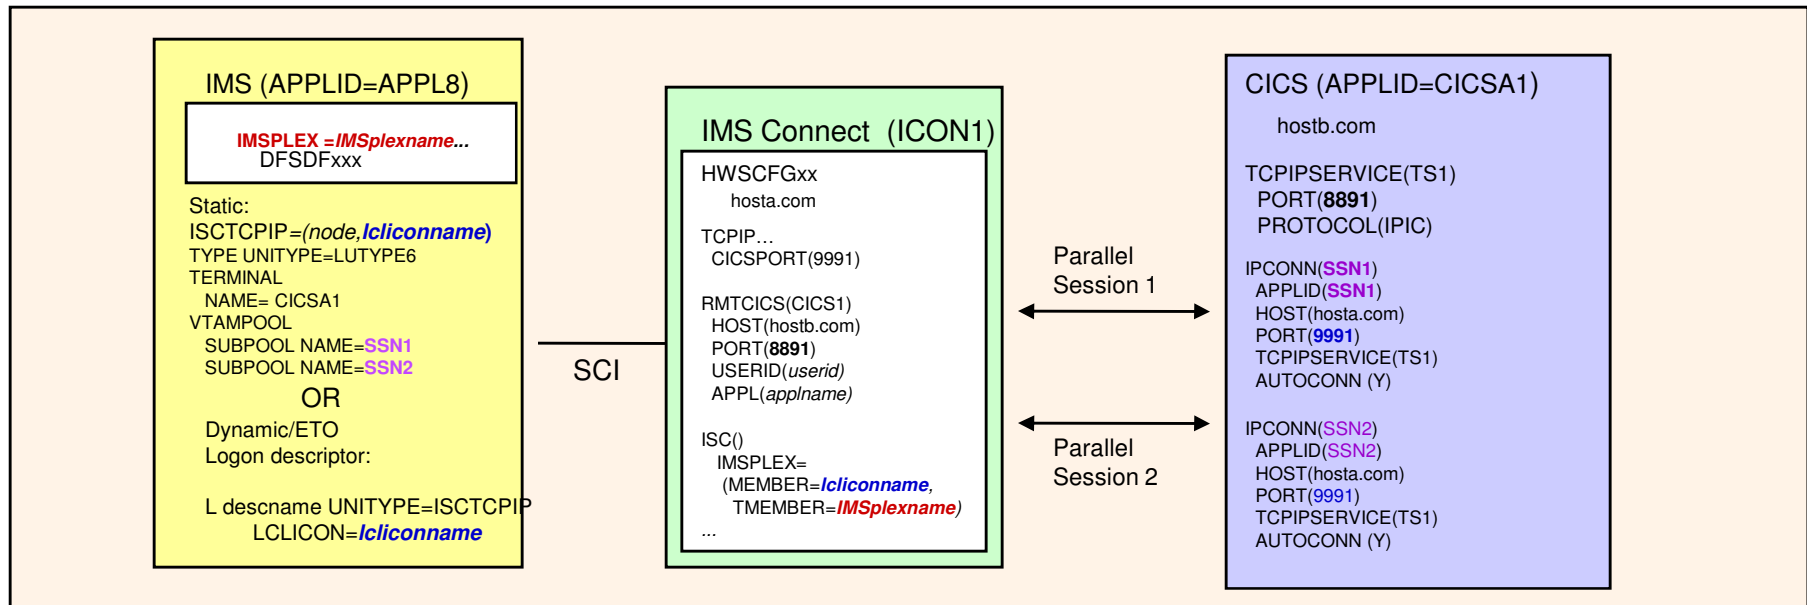 IMS (APPLID=APPL8)
IMSPLEX =IMSplexname...
DFSDFxxx
Static:
ISCTCPIP=(node,lcliconname)
TYPE UNITYPE=LUTYPE6
TERMINAL
NAME= CICSA1
VTAMPOOL
SUBPOOL NAME=SSN1
SUBPOOL NAME=SSN2
OR
Dynamic/ETO
Logon descriptor:
L descname UNITYPE=ISCTCPIP
LCLICON=lcliconname
SCI
IMS Connect (ICON1)
HWSCFGxx
hosta.com
TCPIP…
CICSPORT(9991)
RMTCICS(CICS1)
HOST(hostb.com)
PORT(8891)
USERID(userid)
APPL(applname)
ISC()
IMSPLEX=
(MEMBER=lcliconname,
TMEMBER=IMSplexname)
...
Parallel
Session 1
Parallel
Session 2
CICS (APPLID=CICSA1)
hostb.com
TCPIPSERVICE(TS1)
PORT(8891)
PROTOCOL(IPIC)
IPCONN(SSN1)
APPLID(SSN1)
HOST(hosta.com)
PORT(9991)
TCPIPSERVICE(TS1)
AUTOCONN (Y)
IPCONN(SSN2)
APPLID(SSN2)
HOST(hosta.com)
PORT(9991)
TCPIPSERVICE(TS1)
AUTOCONN (Y)